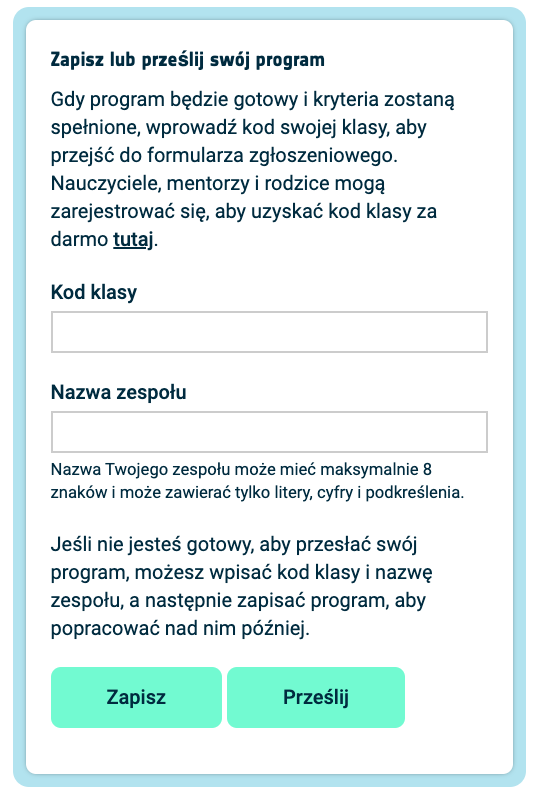 Zapisz lub prześlij swój program
Gdy program będzie gotowy i kryteria zostaną
spełnione, wprowadź kod swojej klasy, aby
przejść do formularza zgłoszeniowego.
Nauczyciele, mentorzy i rodzice mogą
zarejestrować się, aby uzyskać kod klasy za
darmo tutaj.
Kod klasy
Nazwa zespołu
Nazwa Twojego zespołu może mieć maksymalnie 8
znaków i może zawierać tylko litery, cyfry i podkreślenia.
Jeśli nie jesteś gotowy, aby przesłać swój
program, możesz wpisać kod klasy i nazwę
zespołu, a następnie zapisać program, aby
popracować nad nim później.
Zapisz Prześlij